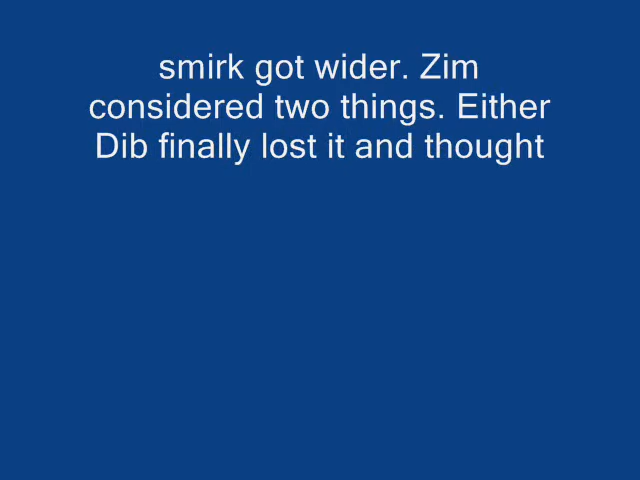 smirk got wider. Zim
considered two things. Either
Dib finally lost it and thought